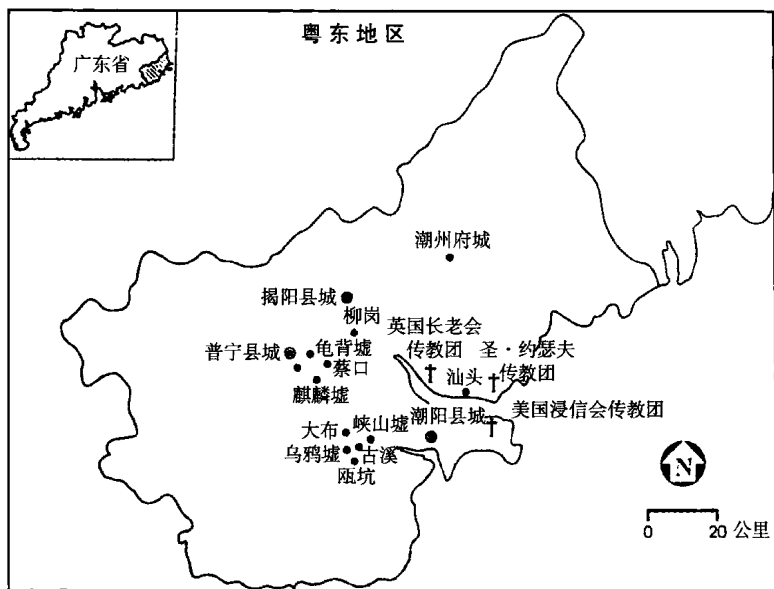 粤东地区
广东省
潮州府城
揭阳县城
柳岗
英国长老会
传教团
圣·约瑟夫
传教团
普宁县城
龟背墟
蔡口
汕头
麒麟墟
美国浸信会传教团
潮阳县城
大布
峡山墟
乌鸦墟
古溪
瓯坑
N
0
20 公里